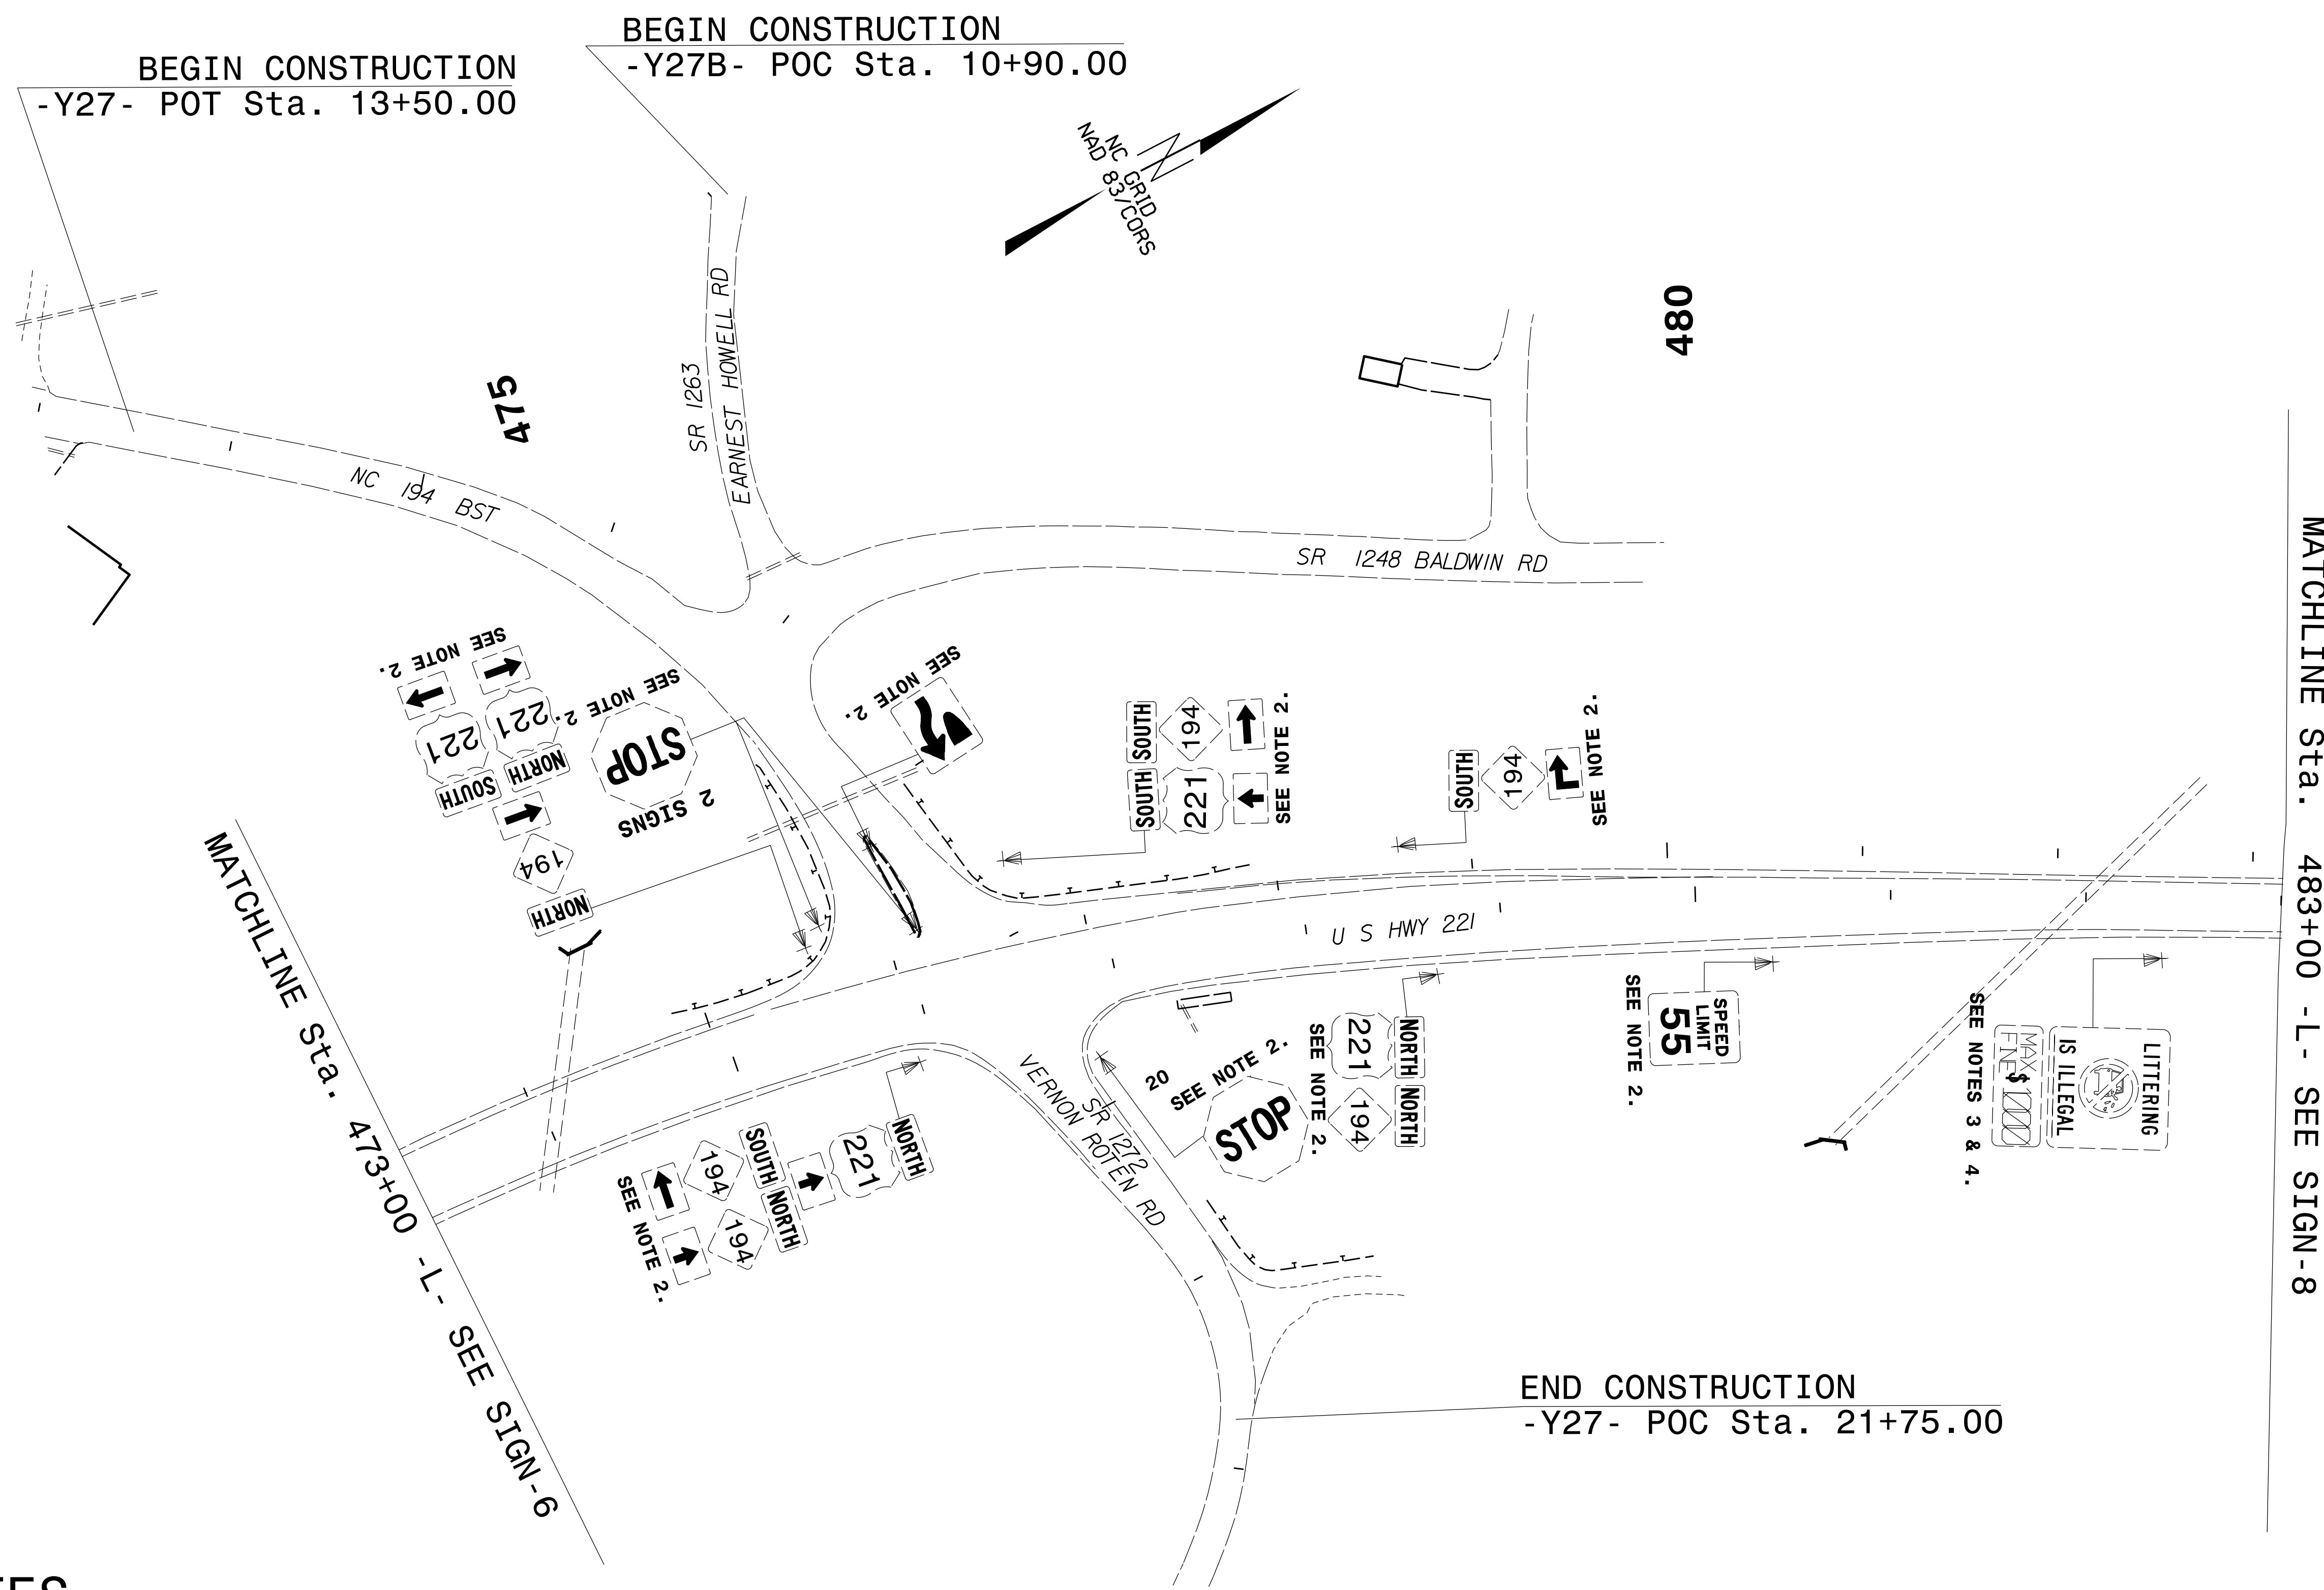 BEGIN CONSTRUCTION
-Y27- POT Sta. 13+50.00
BEGIN CONSTRUCTION
-Y27B- POC Sta. 10+90.00
NC GRID
NAD 83/CORS
475
480
SR 1263
EARNEST HOWELL RD
NC 194 BST
SR 1248 BALDWIN RD
SEE NOTE 2.
221
221
SOUTH
NORTH
194
NORTH
SEE NOTE 2.
STOP
2 SIGNS
SEE NOTE 2.
SOUTH
194
SOUTH
221
SEE NOTE 2.
SOUTH
194
SEE NOTE 2.
U S HWY 221
MATCHLINE Sta. 473+00 -L- SEE SIGN-6
NORTH
221
SOUTH
194
NORTH
194
SEE NOTE 2.
VERNON ROTEN RD
SR 1272
20
SEE NOTE 2.
STOP
NORTH
221
NORTH
194
SEE NOTE 2.
SPEED
LIMIT
55
SEE NOTE 2.
LITTERING
IS ILLEGAL
MAX
FINE
$1000
SEE NOTES 3 & 4.
MATCHLINE Sta. 483+00 -L- SEE SIGN-8
END CONSTRUCTION
-Y27- POC Sta. 21+75.00